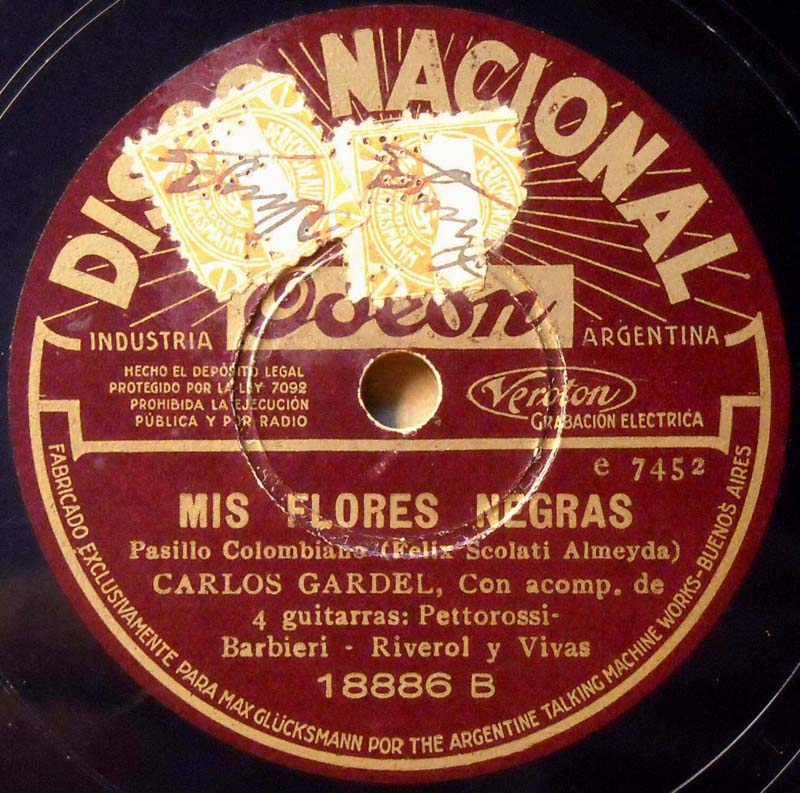 DISCO NACIONAL
Odeon
INDUSTRIA
ARGENTINA
HECHO EL DEPÓSITO LEGAL
PROTEGIDO POR LA LEY 7092
PROHIBIDA LA EJECUCIÓN
PÚBLICA Y POR RADIO
Veroton
GRABACIÓN ELECTRICA
e 7452
MIS FLORES NEGRAS
Pasillo Colombiano (Felix Scolati Almeyda)
CARLOS GARDEL, Con acomp. de
4 guitarras: Pettorossi-
Barbieri - Riverol y Vivas
18886 B
FABRICADO EXCLUSIVAMENTE PARA MAX GLÜCKSMANN POR THE ARGENTINE TALKING MACHINE WORKS-BUENOS AIRES
GLÜCKSMANN
GLÜCKSMANN